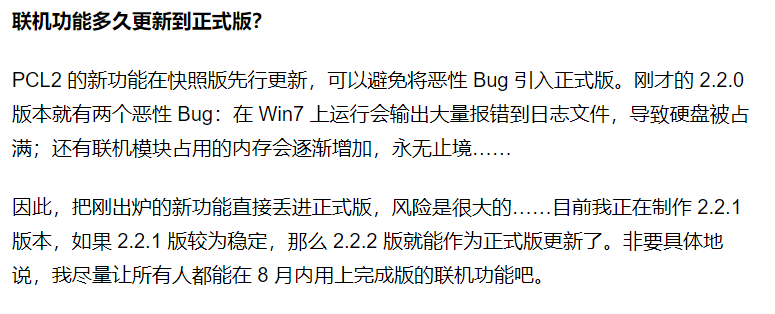 联机功能多久更新到正式版？
PCL2 的新功能在快照版先行更新，可以避免将恶性 Bug 引入正式版。刚才的 2.2.0
版本就有两个恶性 Bug：在 Win7 上运行会输出大量报错到日志文件，导致硬盘被占
满；还有联机模块占用的内存会逐渐增加，永无止境……
因此，把刚出炉的新功能直接丢进正式版，风险是很大的……目前我正在制作 2.2.1
版本，如果 2.2.1 版较为稳定，那么 2.2.2 版就能作为正式版更新了。非要具体地
说，我尽量让所有人都能在 8 月内用上完成版的联机功能吧。